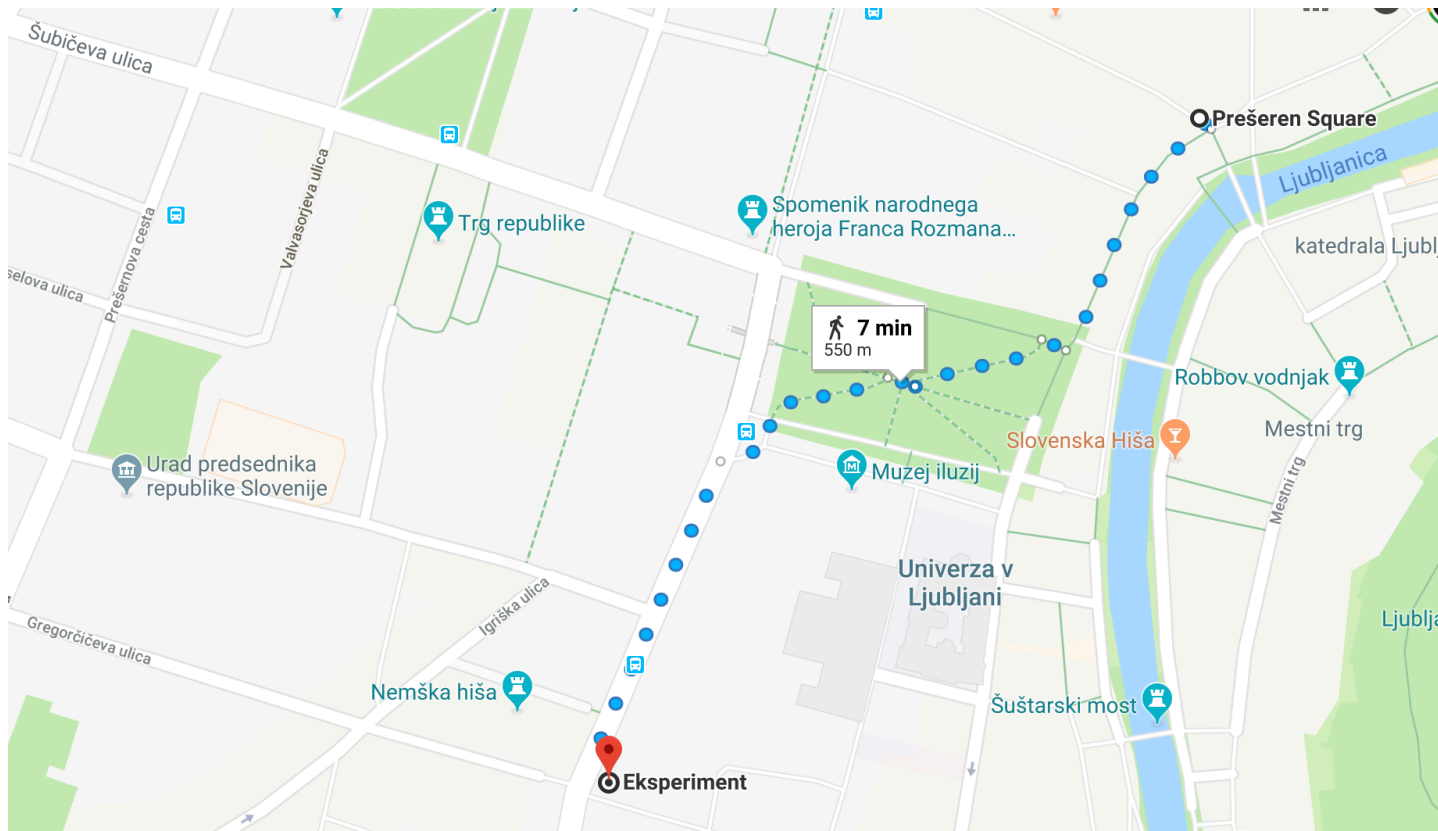 Šubičeva ulica
Prešeren Square
Ljubljanica
Valvasorjeva ulica
Prešernova cesta
Trg republike
Spomenik narodnega
heroja Franca Rozmana...
katedrala Ljubl
selova ulica
7 min
550 m
Robbov vodnjak
Mestni trg
Slovenska Hiša
Urad predsednika
republike Slovenije
Muzej iluzij
Mestni trg
Univerza v
Ljubljani
Igriška ulica
Gregorčičeva ulica
Ljublja
Nemška hiša
Šuštarski most
Eksperiment